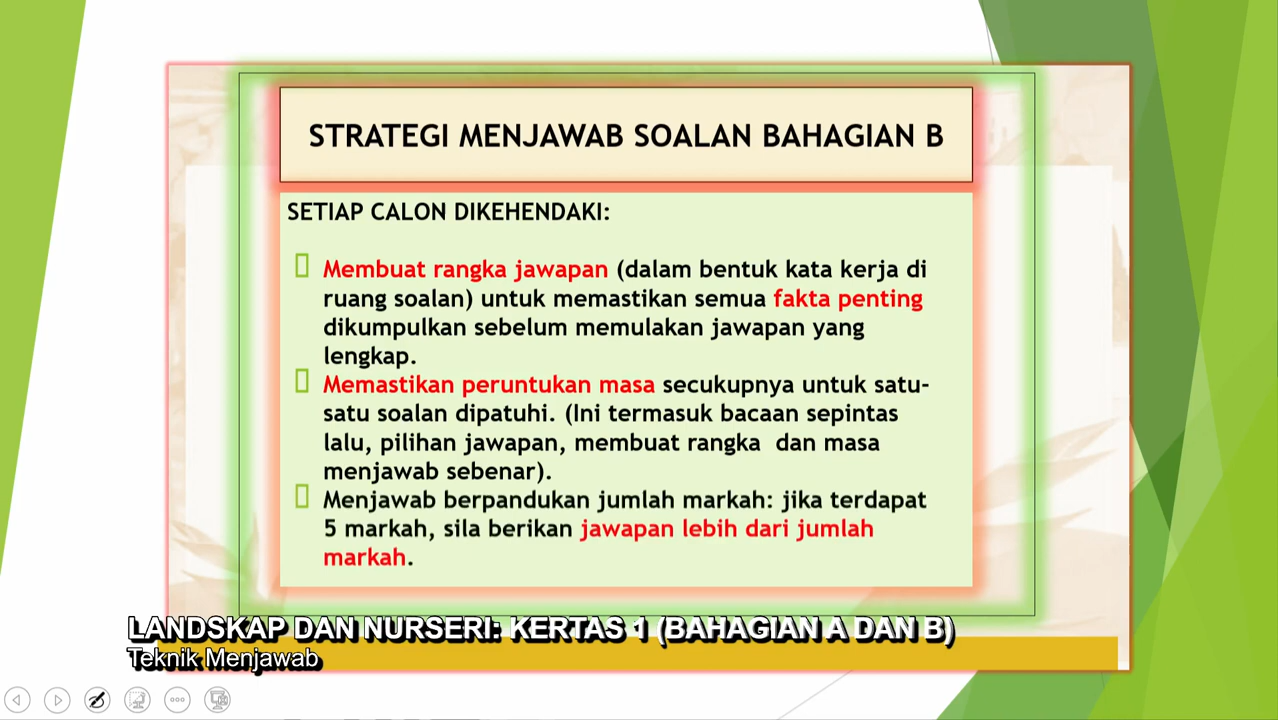 STRATEGI MENJAWAB SOALAN BAHAGIAN B
SETIAP CALON DIKEHENDAKI:
Membuat rangka jawapan (dalam bentuk kata kerja di
ruang soalan) untuk memastikan semua fakta penting
dikumpulkan sebelum memulakan jawapan yang
lengkap.
Memastikan peruntukan masa secukupnya untuk satu-
satu soalan dipatuhi. (Ini termasuk bacaan sepintas
lalu, pilihan jawapan, membuat rangka dan masa
menjawab sebenar).
Menjawab berpandukan jumlah markah: jika terdapat
5 markah, sila berikan jawapan lebih dari jumlah
markah.
LANDSKAP DAN NURSERI: KERTAS 1 (BAHAGIAN A DAN B)
Teknik Menjawab